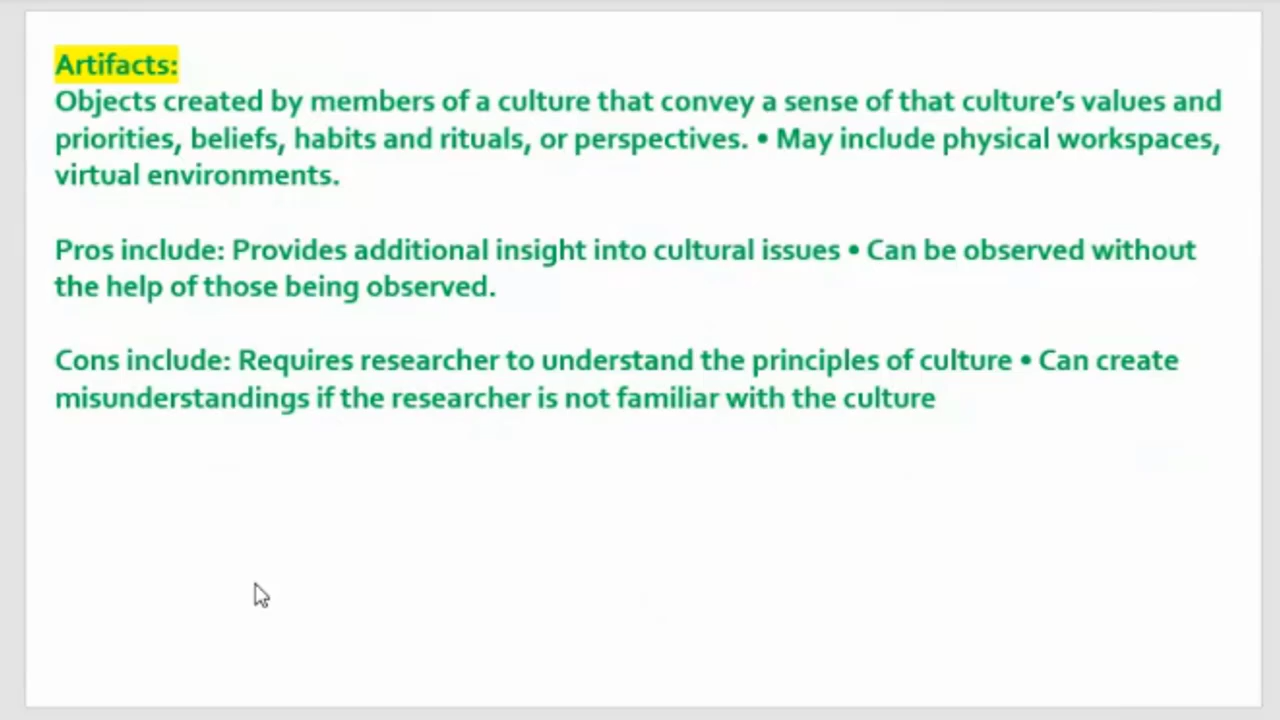 Artifacts:
Objects created by members of a culture that convey a sense of that culture’s values and
priorities, beliefs, habits and rituals, or perspectives. • May include physical workspaces,
virtual environments.
Pros include: Provides additional insight into cultural issues • Can be observed without
the help of those being observed.
Cons include: Requires researcher to understand the principles of culture • Can create
misunderstandings if the researcher is not familiar with the culture